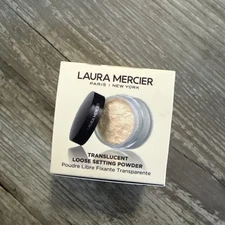 LAURA MERCIER
PARIS | NEW YORK
TRANSLUCENT
LOOSE SETTING POWDER
Poudre Libre Fixante Transparente